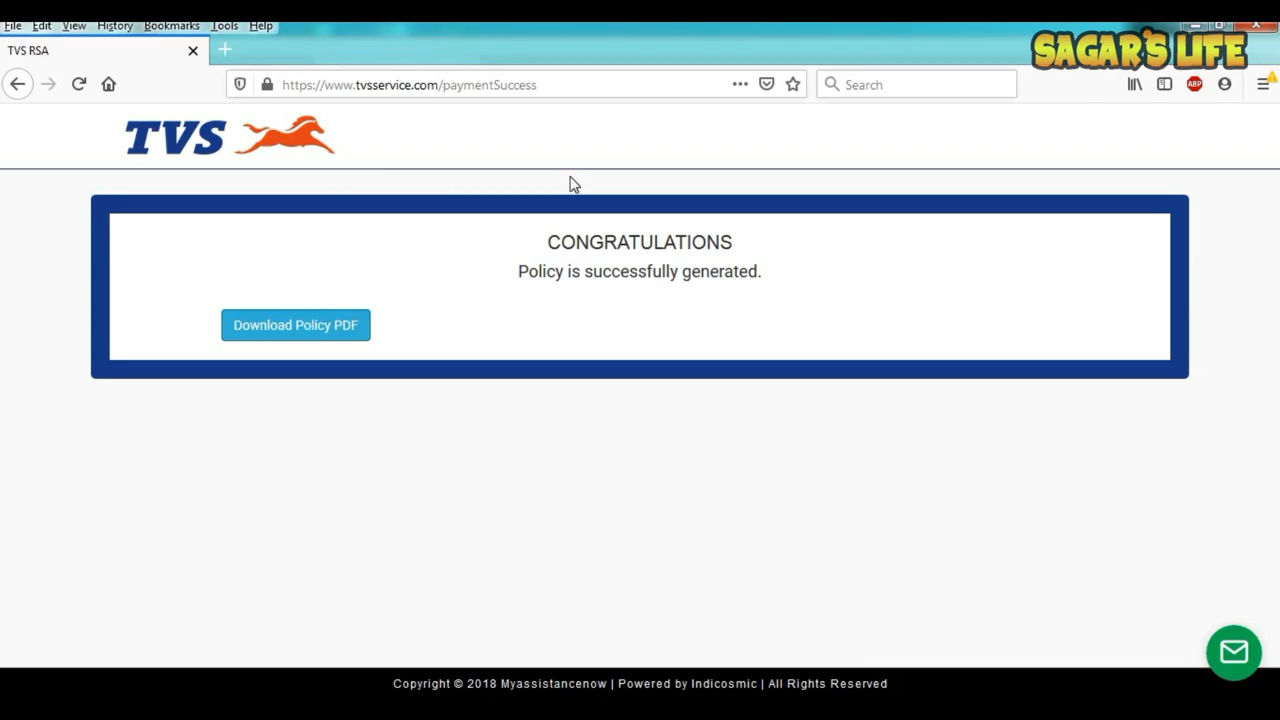 File Edit View History Bookmarks Tools Help
TVS RSA
SAGAR'S LIFE
https://www.tvsservice.com/paymentSuccess
Search
ABP
TVS
CONGRATULATIONS
Policy is successfully generated.
Download Policy PDF
Copyright © 2018 Myassistancenow | Powered by Indicosmic | All Rights Reserved